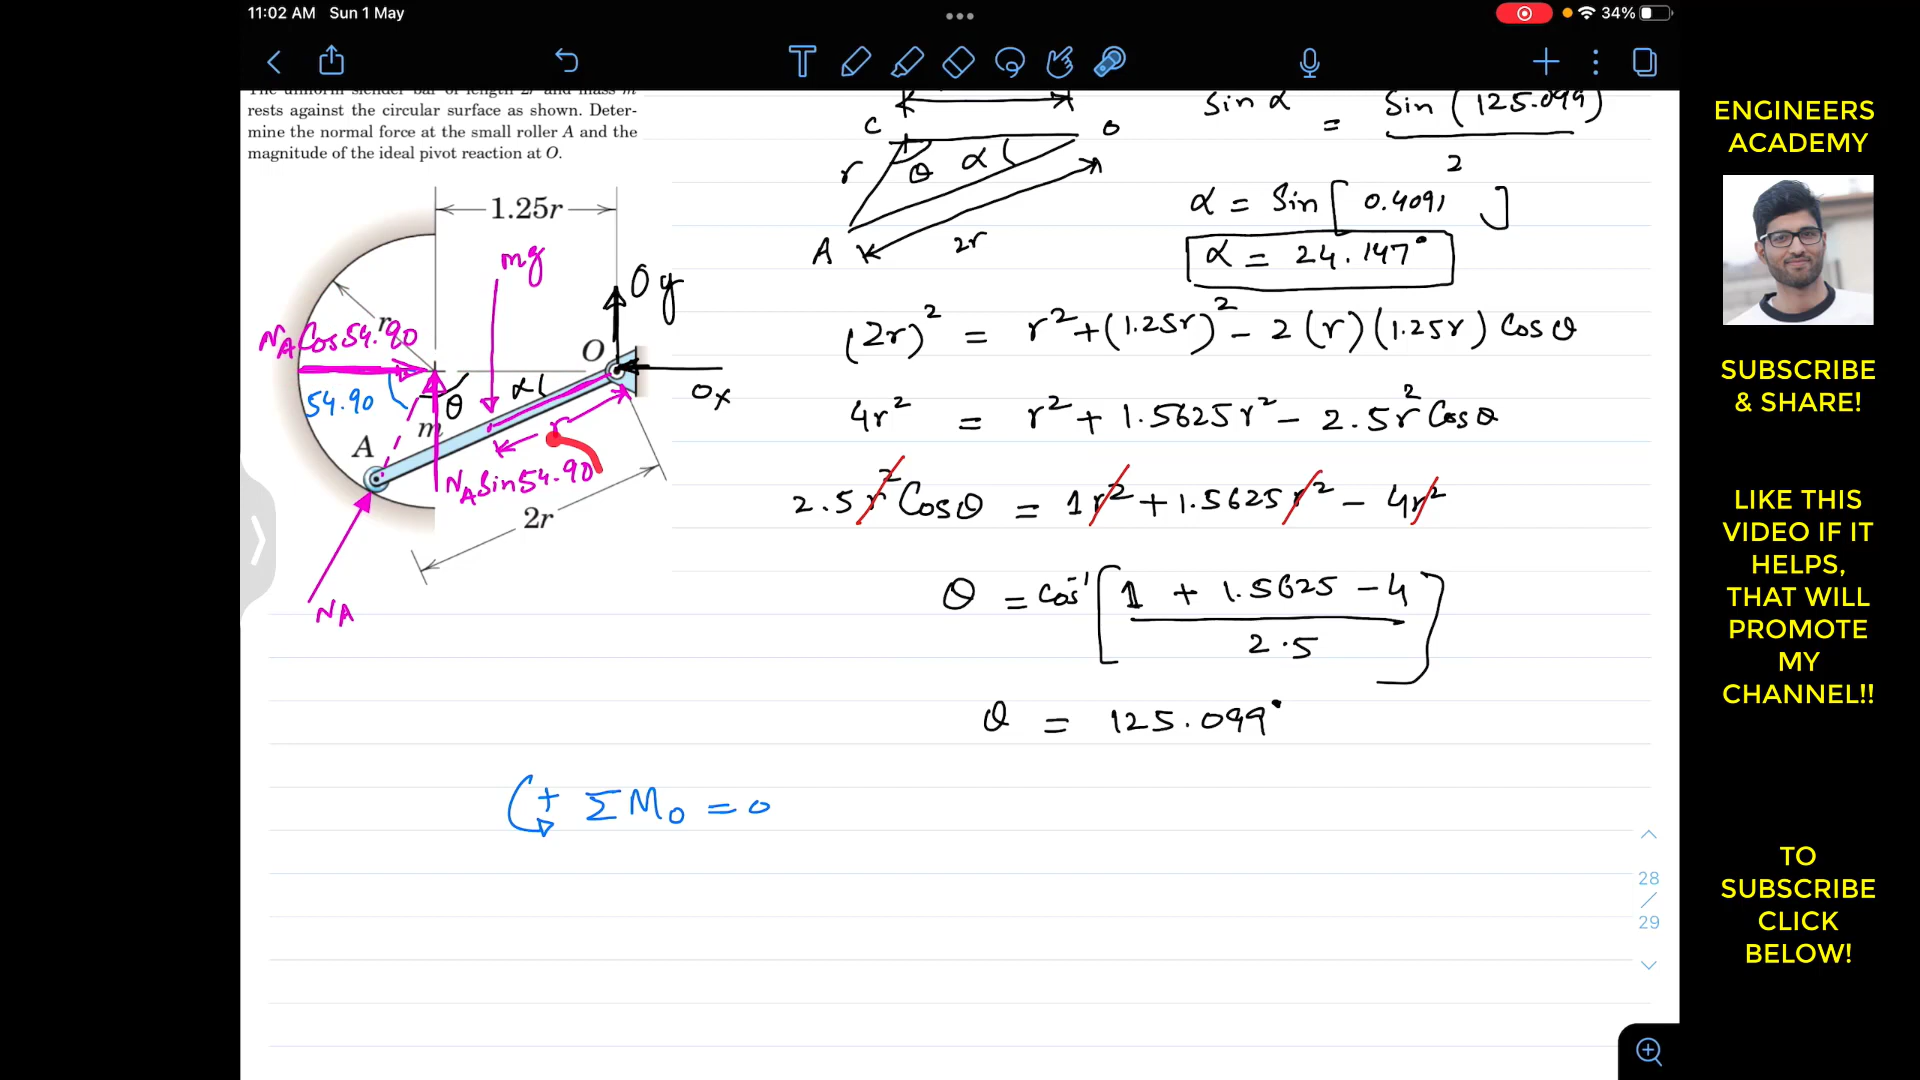 11:02 AM Sun 1 May
34%
rests against the circular surface as shown. Deter-
mine the normal force at the small roller A and the
magnitude of the ideal pivot reaction at O.
1.25r
mg
Oy
r
NA Cos 54.90
O
Ox
54.90
θ
α
m
r
A
NA Sin 54.90
2r
NA
C
O
r
θ
α
A
2r
Sin α = Sin (125.099)
2
α = Sin [ 0.4091 ]
α = 24.147°
(2r)² = r² + (1.25r)² - 2 (r) (1.25r) Cos θ
4r² = r² + 1.5625 r² - 2.5 r² Cos θ
2.5 r² Cos θ = 1 r² + 1.5625 r² - 4r²
θ = cos⁻¹ [ 1 + 1.5625 - 4
2.5 ]
θ = 125.099°
+ ΣMO = 0
28
/
29
ENGINEERS
ACADEMY
SUBSCRIBE
& SHARE!
LIKE THIS
VIDEO IF IT
HELPS,
THAT WILL
PROMOTE
MY
CHANNEL!!
TO
SUBSCRIBE
CLICK
BELOW!